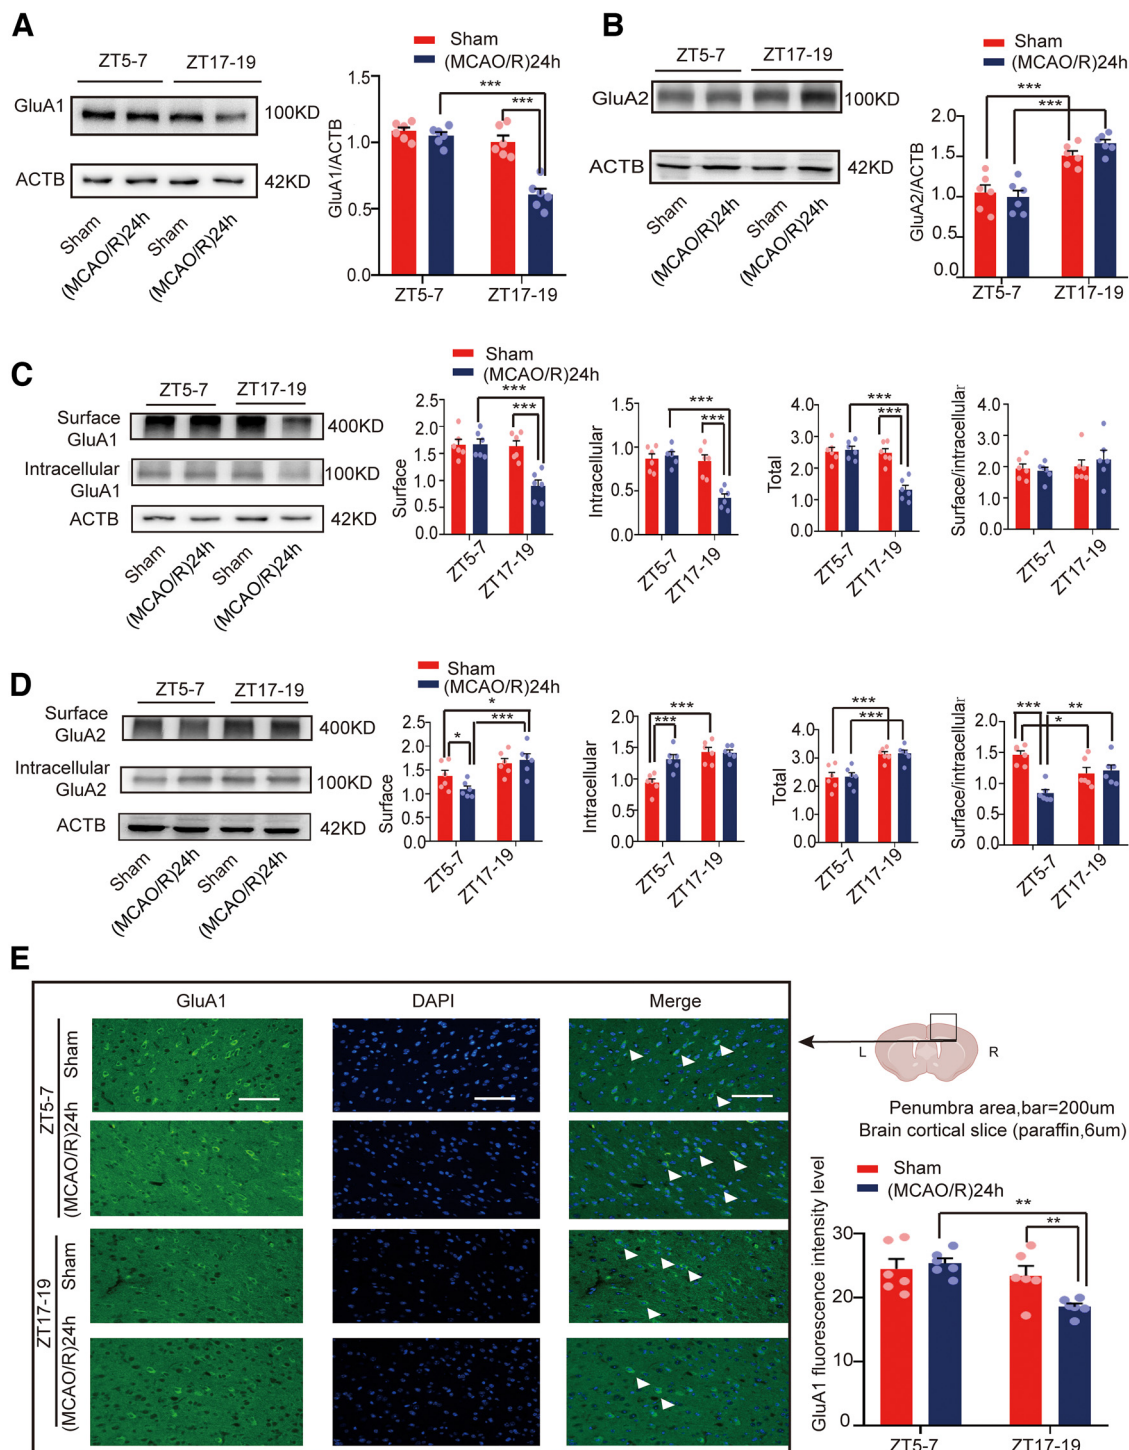 A
ZT5-7 ZT17-19
GluA1 100KD
ACTB 42KD
Sham (MCAO/R)24h Sham (MCAO/R)24h
Sham
(MCAO/R)24h
GluA1/ACTB
1.5
1.0
0.5
0.0
*** ***
ZT5-7 ZT17-19
B
ZT5-7 ZT17-19
GluA2 100KD
ACTB 42KD
Sham (MCAO/R)24h Sham (MCAO/R)24h
Sham
(MCAO/R)24h
GluA2/ACTB
2.0
1.5
1.0
0.5
0.0
*** ***
ZT5-7 ZT17-19
C
ZT5-7 ZT17-19
Surface
GluA1 400KD
Intracellular
GluA1 100KD
ACTB 42KD
Sham (MCAO/R)24h Sham (MCAO/R)24h
Sham
(MCAO/R)24h
Surface
2.5
2.0
1.5
1.0
0.5
0.0
*** ***
ZT5-7 ZT17-19
Intracellular
1.5
1.0
0.5
0.0
*** ***
ZT5-7 ZT17-19
Total
4.0
3.0
2.0
1.0
0.0
*** ***
ZT5-7 ZT17-19
Surface/intracellular
4.0
3.0
2.0
1.0
0.0
ZT5-7 ZT17-19
D
ZT5-7 ZT17-19
Surface
GluA2 400KD
Intracellular
GluA2 100KD
ACTB 42KD
Sham (MCAO/R)24h Sham (MCAO/R)24h
Sham
(MCAO/R)24h
Surface
2.5
2.0
1.5
1.0
0.5
0.0
* *** *
ZT5-7 ZT17-19
Intracellular
2.0
1.5
1.0
0.5
0.0
*** ***
ZT5-7 ZT17-19
Total
4.0
3.0
2.0
1.0
0.0
*** ***
ZT5-7 ZT17-19
Surface/intracellular
2.0
1.5
1.0
0.5
0.0
*** ** *
ZT5-7 ZT17-19
E
GluA1 DAPI Merge
ZT5-7
Sham
(MCAO/R)24h
ZT17-19
Sham
(MCAO/R)24h
L R
Penumbra area,bar=200um
Brain cortical slice (paraffin,6um)
Sham
(MCAO/R)24h
GluA1 fluorescence intensity level
30
20
10
0
** **
ZT5-7 ZT17-19